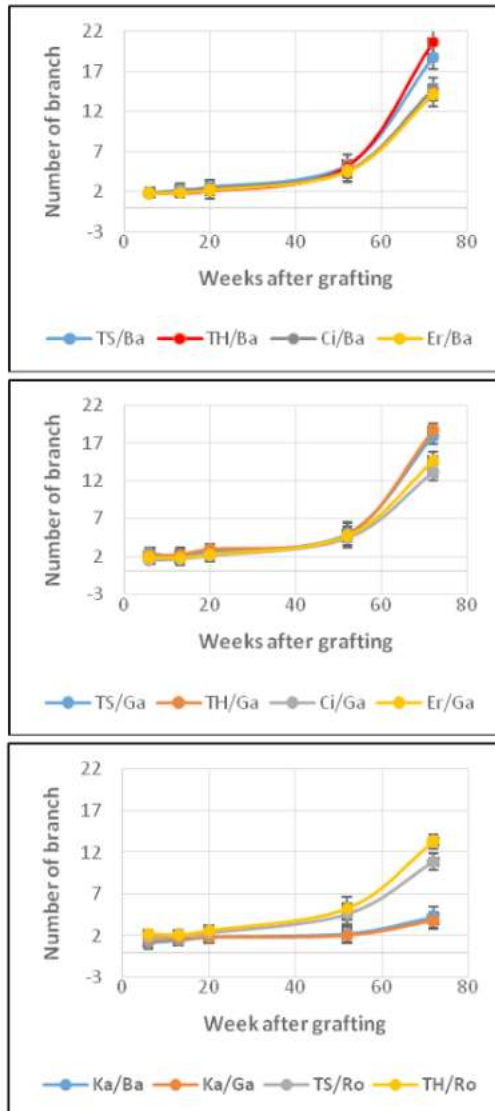 22
17
12
7
2
-3
Number of branch
0 20 40 60 80
Weeks after grafting
TS/Ba TH/Ba Ci/Ba Er/Ba
22
17
12
7
2
-3
Number of branch
0 20 40 60 80
Weeks after grafting
TS/Ga TH/Ga Ci/Ga Er/Ga
22
17
12
7
2
-3
Number of branch
0 20 40 60 80
Week after grafting
Ka/Ba Ka/Ga TS/Ro TH/Ro